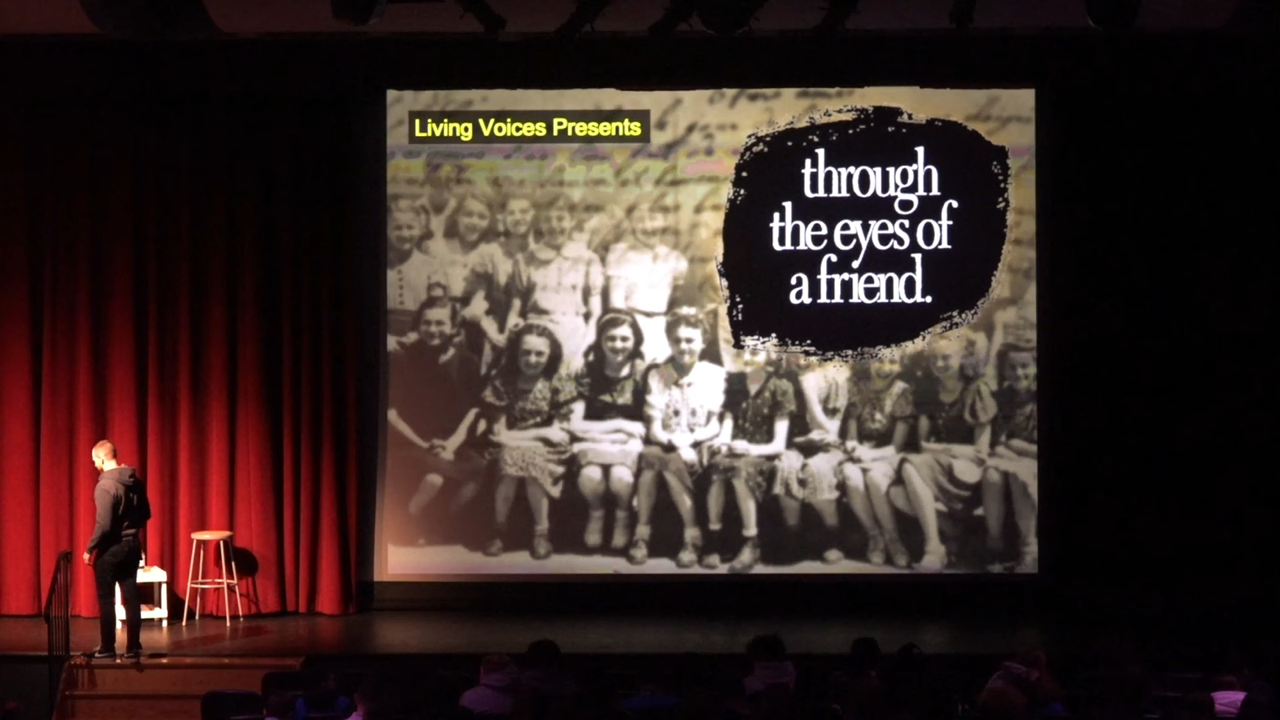 Living Voices Presents
through
the eyes of
a friend.